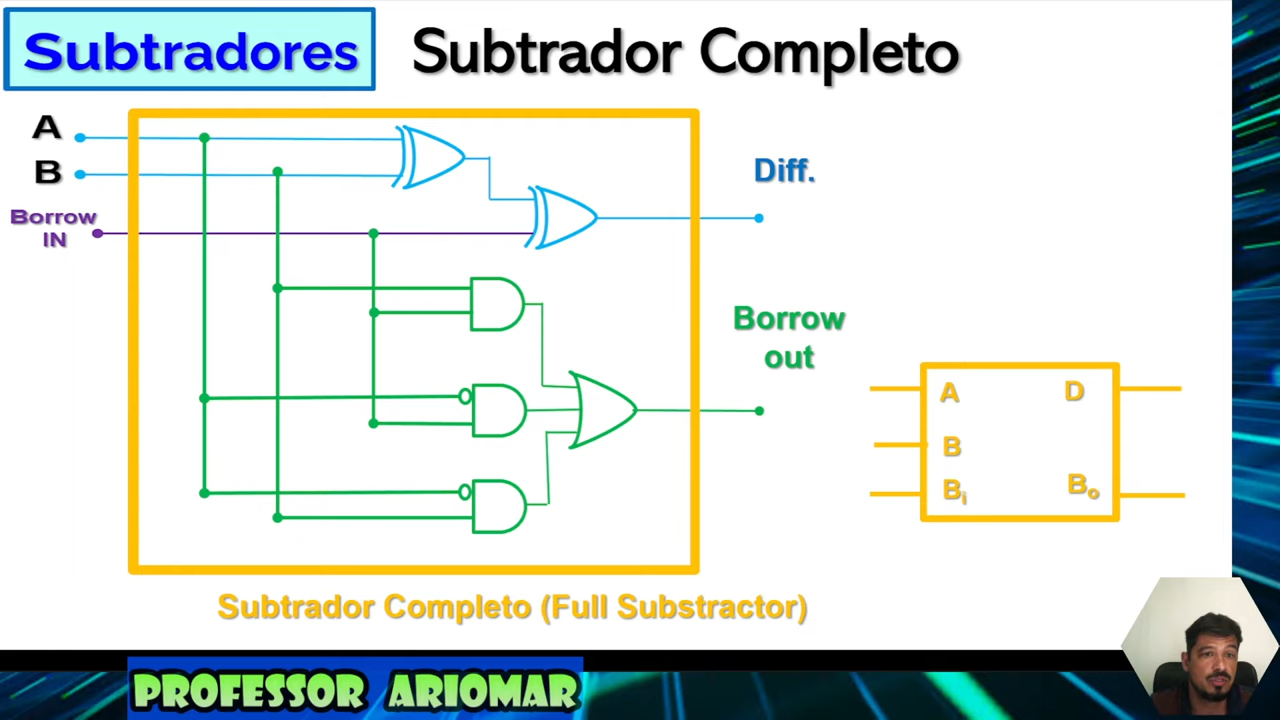 Subtradores
Subtrador Completo
A
B
Borrow
IN
Diff.
Borrow
out
A
D
B
Bi
Bo
Subtrador Completo (Full Substractor)
PROFESSOR ARIOMAR